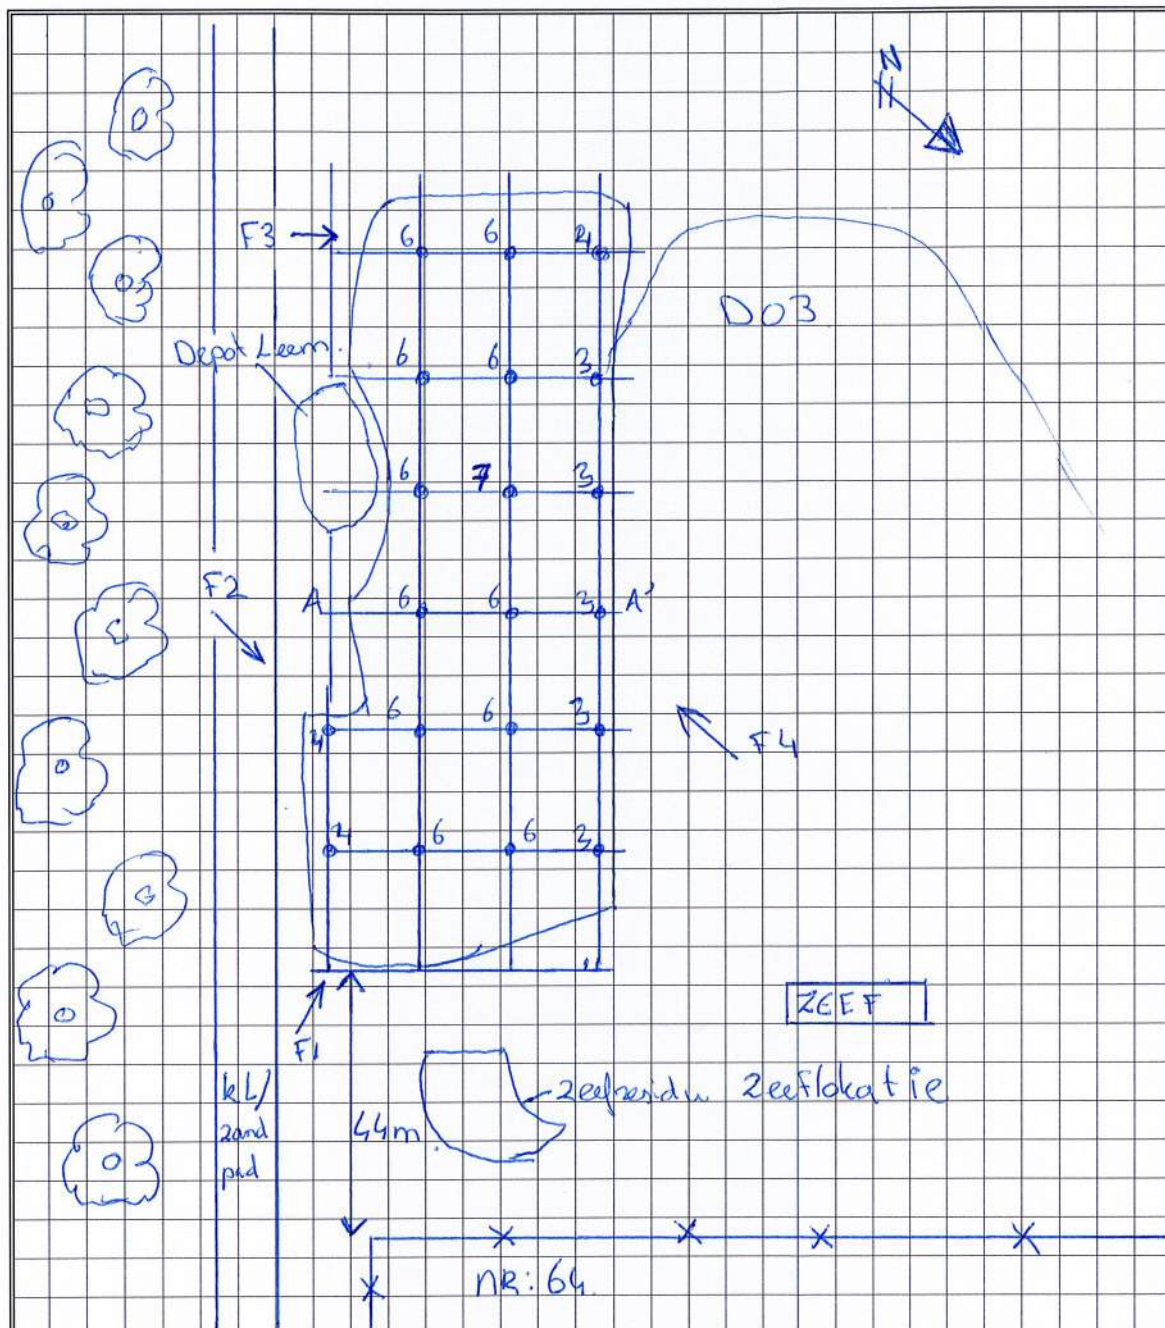 N
F3
6 6 4
D03
Depot Leem.
6 6 3
6 7 3
F2
A 6 6 3 A'
6 6 3
4
F4
4 6 6 3
ZEEF
F1
kL/
zand
pad
44m.
zeefresidu Zeeflokatie
NR: 64.